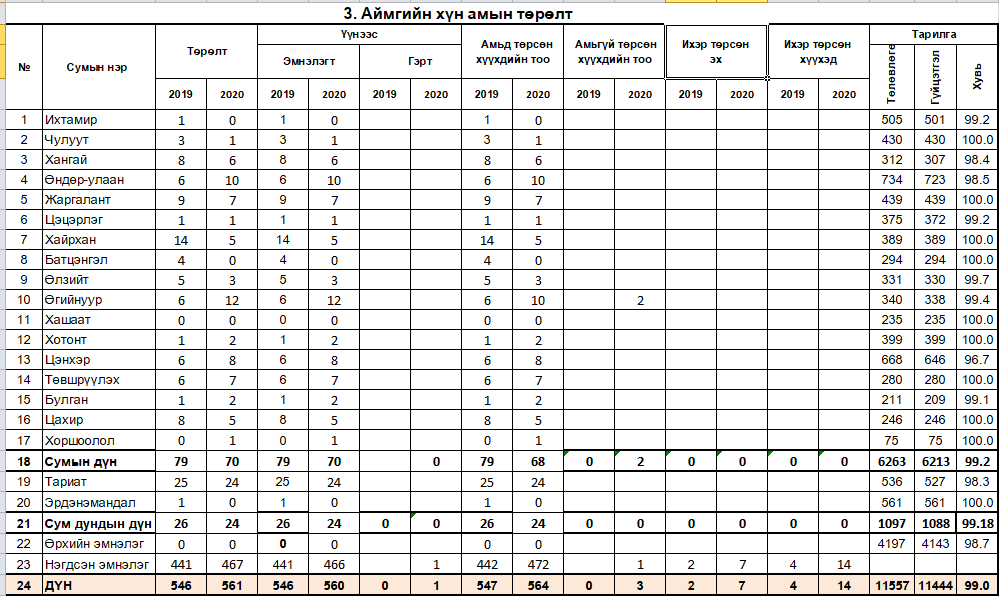 3. Аймгийн хүн амын төрөлт
№ Сумын нэр Төрөлт Үүнээс Амьд төрсөн хүүхдийн тоо Амьгүй төрсөн хүүхдийн тоо Ихэр төрсөн эх Ихэр төрсөн хүүхэд Тарилга
Эмнэлэгт Гэрт Төлөвлөгө Гүйцэтгэл Хувь
2019 2020 2019 2020 2019 2020 2019 2020 2019 2020 2019 2020 2019 2020
1 Ихтамир 1 0 1 0 1 0 505 501 99.2
2 Чулуут 3 1 3 1 3 1 430 430 100.0
3 Хангай 8 6 8 6 8 6 312 307 98.4
4 Өндөр-улаан 6 10 6 10 6 10 734 723 98.5
5 Жаргалант 9 7 9 7 9 7 439 439 100.0
6 Цэцэрлэг 1 1 1 1 1 1 375 372 99.2
7 Хайрхан 14 5 14 5 14 5 389 389 100.0
8 Батцэнгэл 4 0 4 0 4 0 294 294 100.0
9 Өлзийт 5 3 5 3 5 3 331 330 99.7
10 Өгийнуур 6 12 6 12 6 10 2 340 338 99.4
11 Хашаат 0 0 0 0 0 0 235 235 100.0
12 Хотонт 1 2 1 2 1 2 399 399 100.0
13 Цэнхэр 6 8 6 8 6 8 668 646 96.7
14 Төвшрүүлэх 6 7 6 7 6 7 280 280 100.0
15 Булган 1 2 1 2 1 2 211 209 99.1
16 Цахир 8 5 8 5 8 5 246 246 100.0
17 Хоршоолол 0 1 0 1 0 1 75 75 100.0
18 Сумын дүн 79 70 79 70 0 79 68 0 2 0 0 0 0 6263 6213 99.2
19 Тариат 25 24 25 24 25 24 536 527 98.3
20 Эрдэнэмандал 1 0 1 0 1 0 561 561 100.0
21 Сум дундын дүн 26 24 26 24 0 0 26 24 0 0 0 0 0 0 1097 1088 99.18
22 Өрхийн эмнэлэг 0 0 0 0 0 0 4197 4143 98.7
23 Нэгдсэн эмнэлэг 441 467 441 466 1 442 472 1 2 7 4 14
24 ДҮН 546 561 546 560 0 1 547 564 0 3 2 7 4 14 11557 11444 99.0